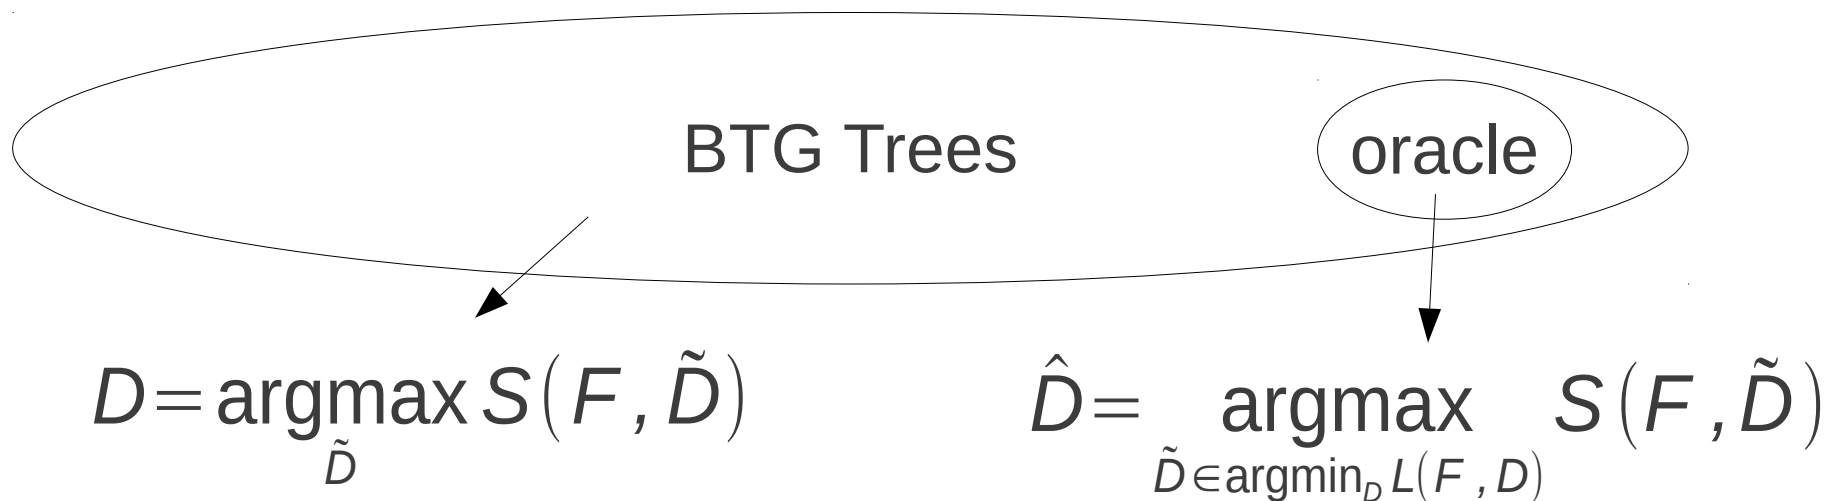 BTG Trees oracle
D = argmax S(F, D̃) D̂ = argmax S(F, D̃)
D̃ D̃ ∈ argmin_D L(F, D)